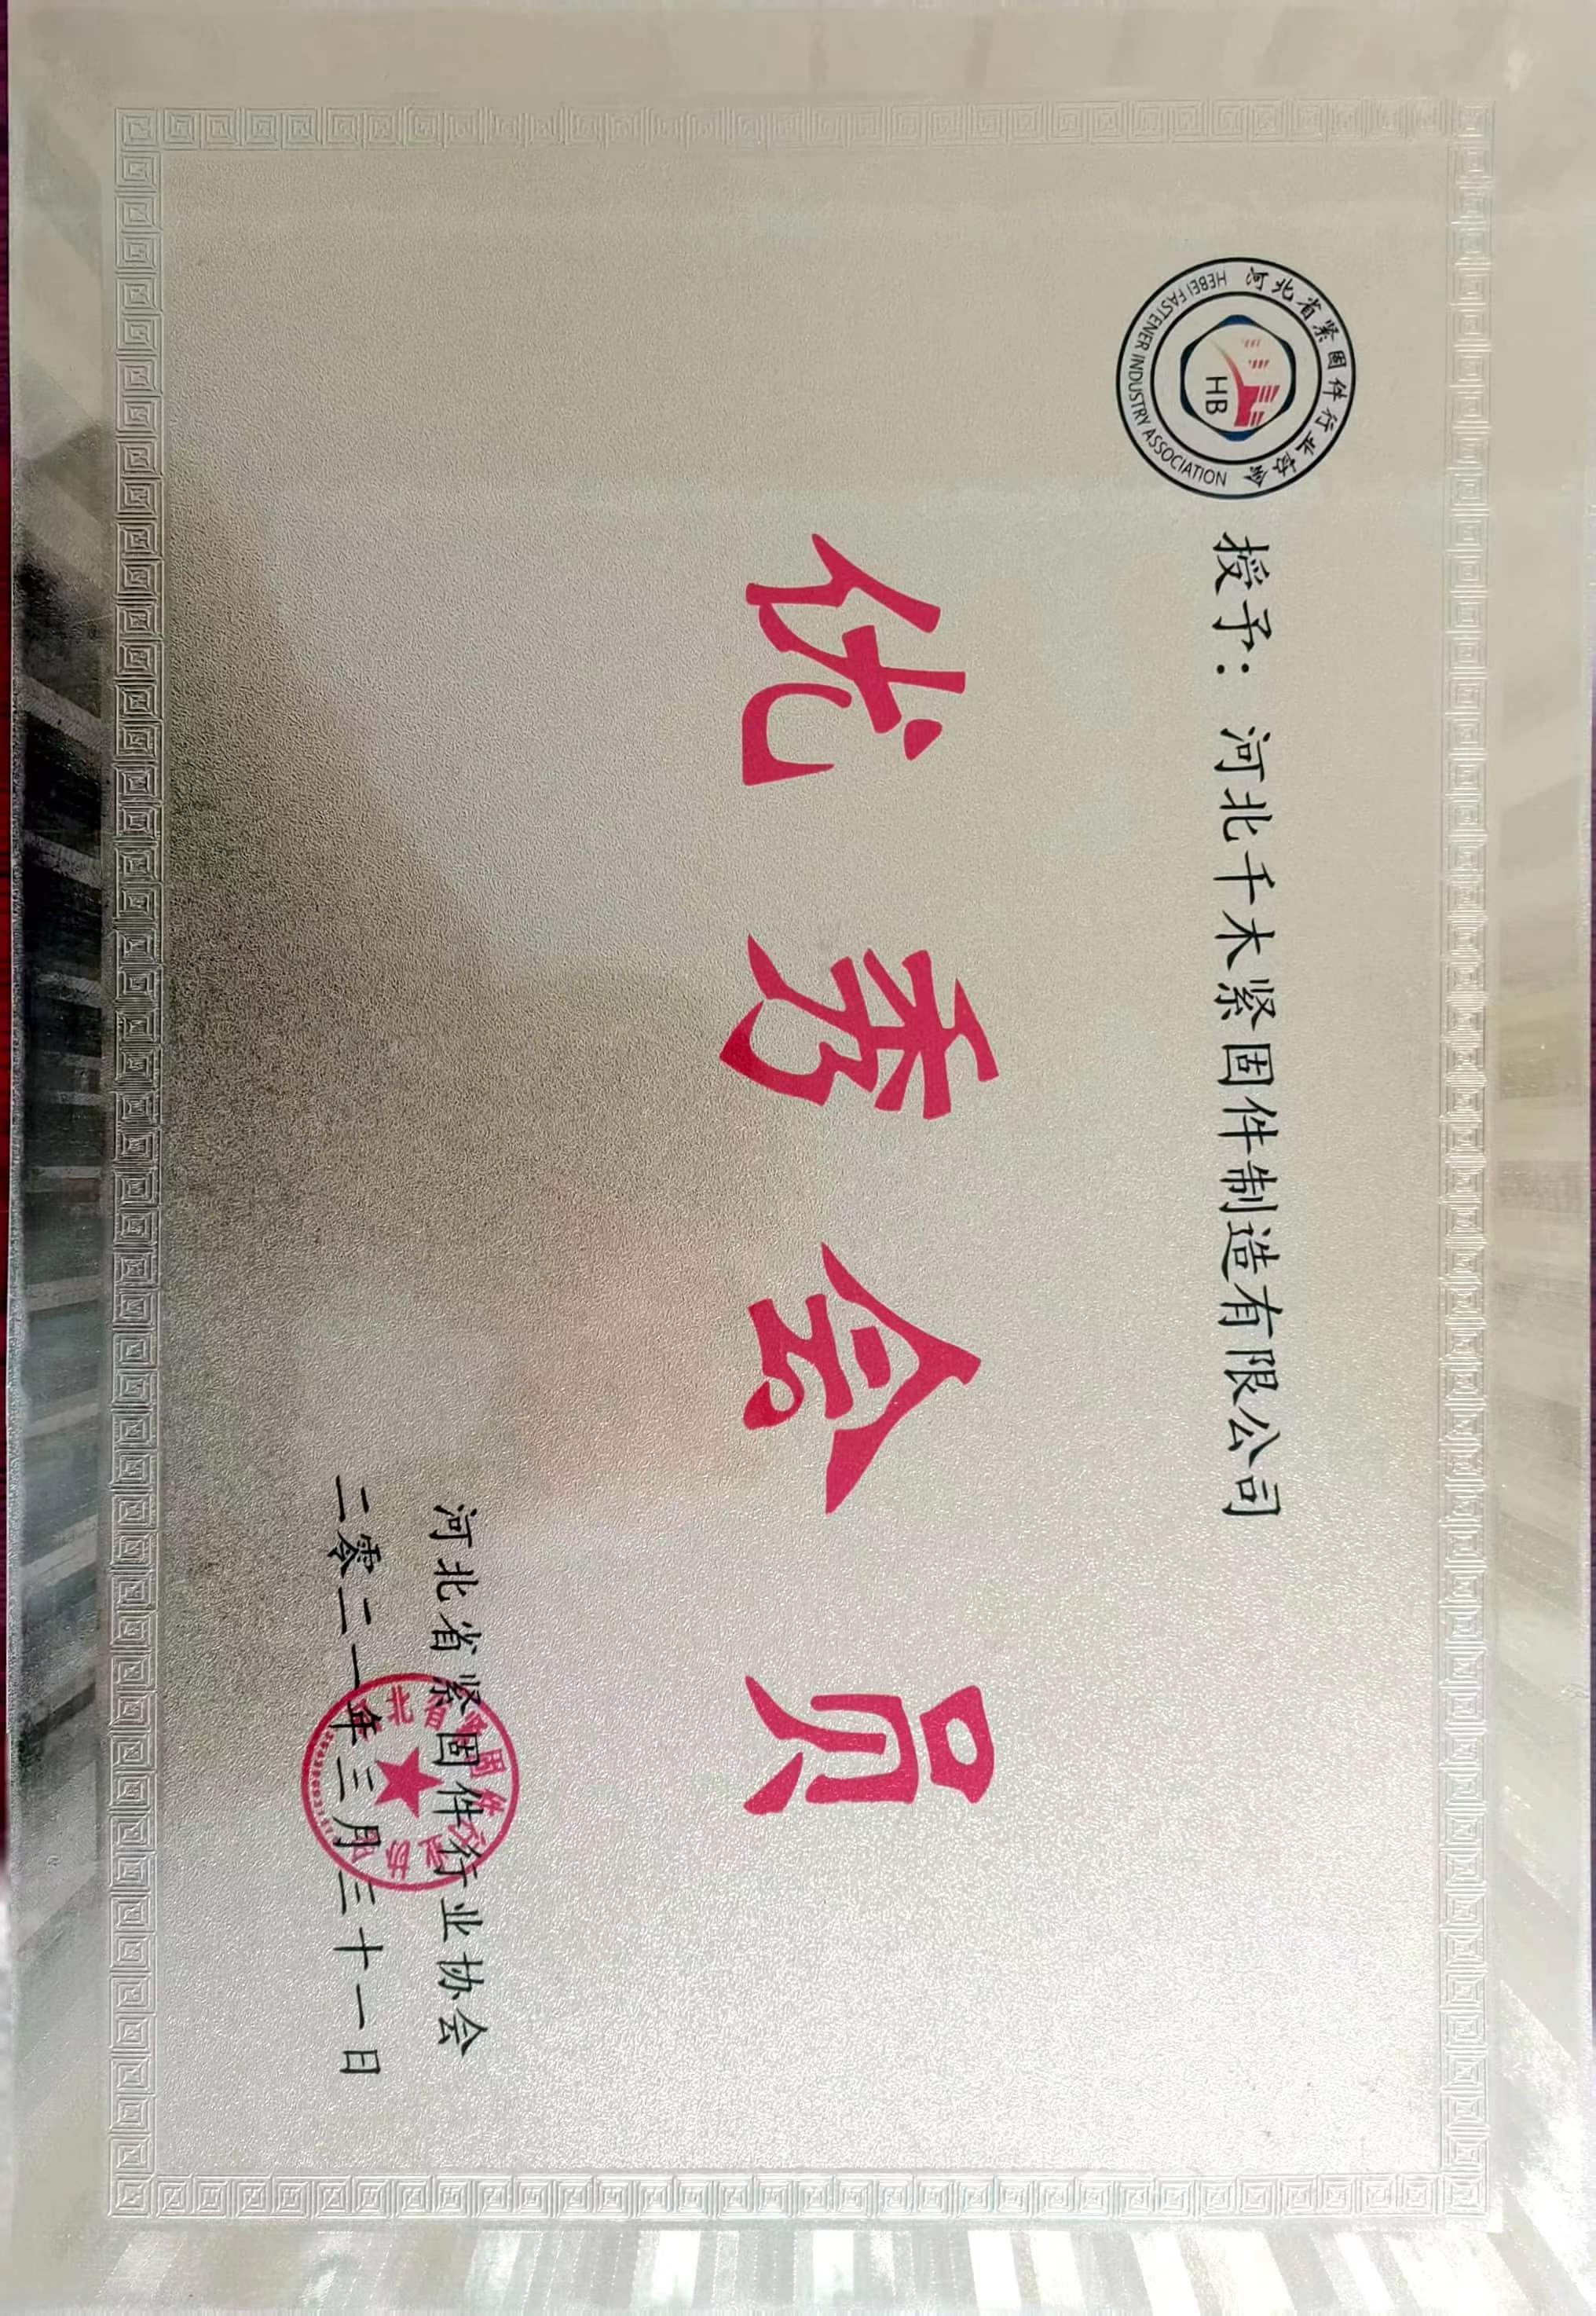 河北省紧固件行业协会
HEBEI FASTENER INDUSTRY ASSOCIATION
HB
授予：河北千木紧固件制造有限公司
优秀会员
河北省紧固件行业协会
二零二一年三月三十一日